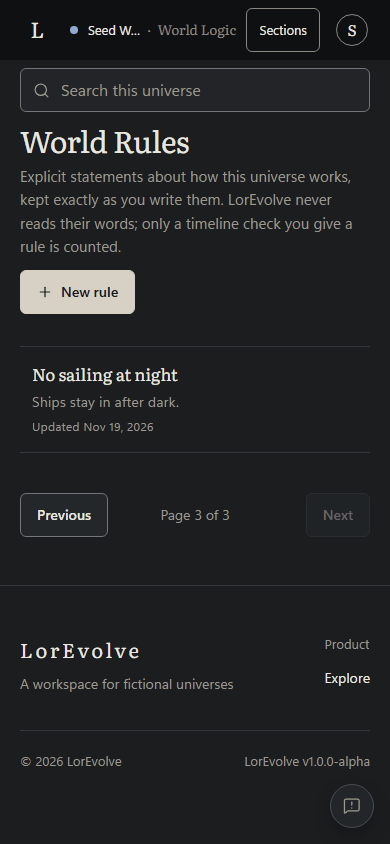 L
Seed W... · World Logic
Sections
S
Search this universe
World Rules
Explicit statements about how this universe works,
kept exactly as you write them. LorEvolve never
reads their words; only a timeline check you give a
rule is counted.
New rule
No sailing at night
Ships stay in after dark.
Updated Nov 19, 2026
Previous
Page 3 of 3
Next
LorEvolve
A workspace for fictional universes
Product
Explore
© 2026 LorEvolve
LorEvolve v1.0.0-alpha